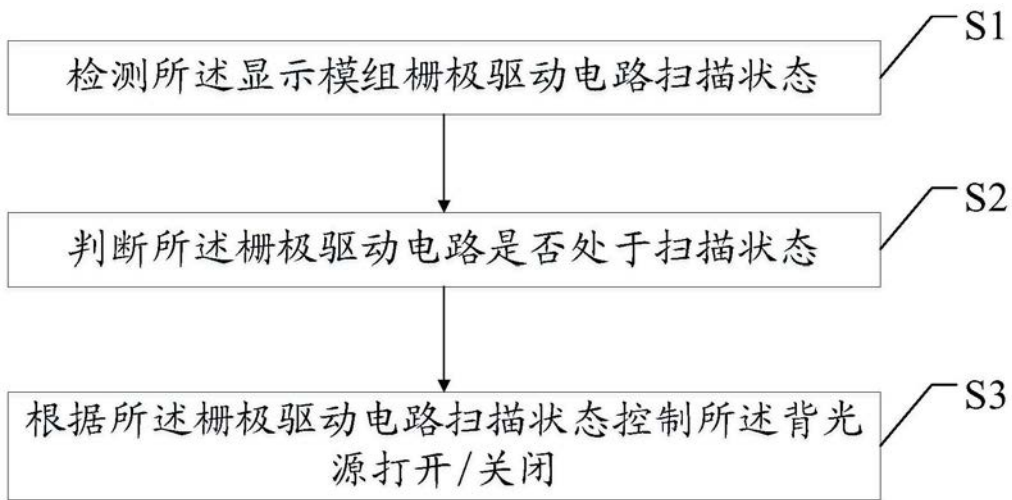 S1
检测所述显示模组栅极驱动电路扫描状态
S2
判断所述栅极驱动电路是否处于扫描状态
S3
根据所述栅极驱动电路扫描状态控制所述背光
源打开/关闭